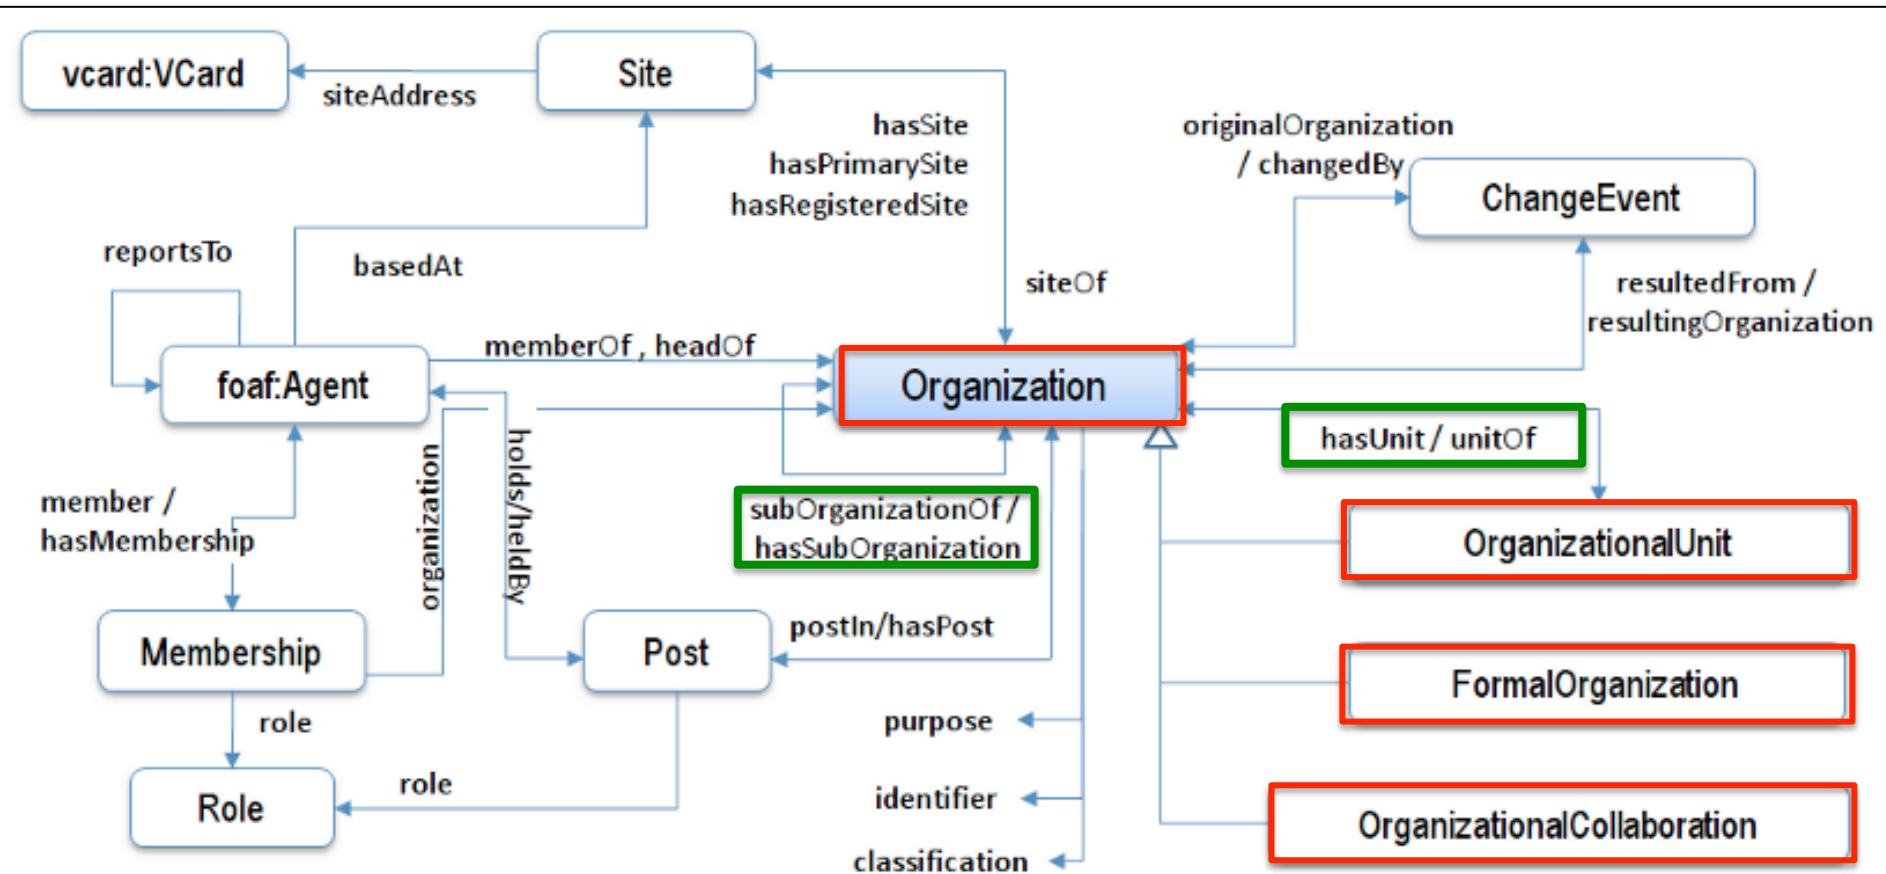 vcard:VCard
siteAddress
Site
hasSite
hasPrimarySite
hasRegisteredSite
siteOf
originalOrganization
/ changedBy
ChangeEvent
resultedFrom /
resultingOrganization
reportsTo
basedAt
foaf:Agent
memberOf , headOf
Organization
hasUnit / unitOf
member /
hasMembership
organization
holds/heldBy
subOrganizationOf /
hasSubOrganization
OrganizationalUnit
Membership
Post
postIn/hasPost
FormalOrganization
role
purpose
Role
role
identifier
OrganizationalCollaboration
classification